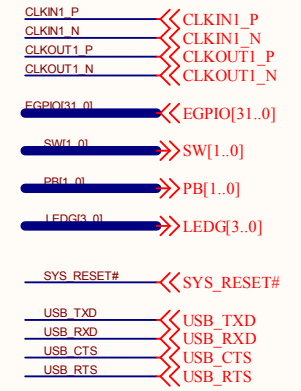 CLKIN1_P CLKIN1_P
CLKIN1_N CLKIN1_N
CLKOUT1_P CLKOUT1_P
CLKOUT1_N CLKOUT1_N
EGPIO[31..0] EGPIO[31..0]
SW[1..0] SW[1..0]
PB[1..0] PB[1..0]
LEDG[3..0] LEDG[3..0]
SYS_RESET# SYS_RESET#
USB_TXD USB_TXD
USB_RXD USB_RXD
USB_CTS USB_CTS
USB_RTS USB_RTS